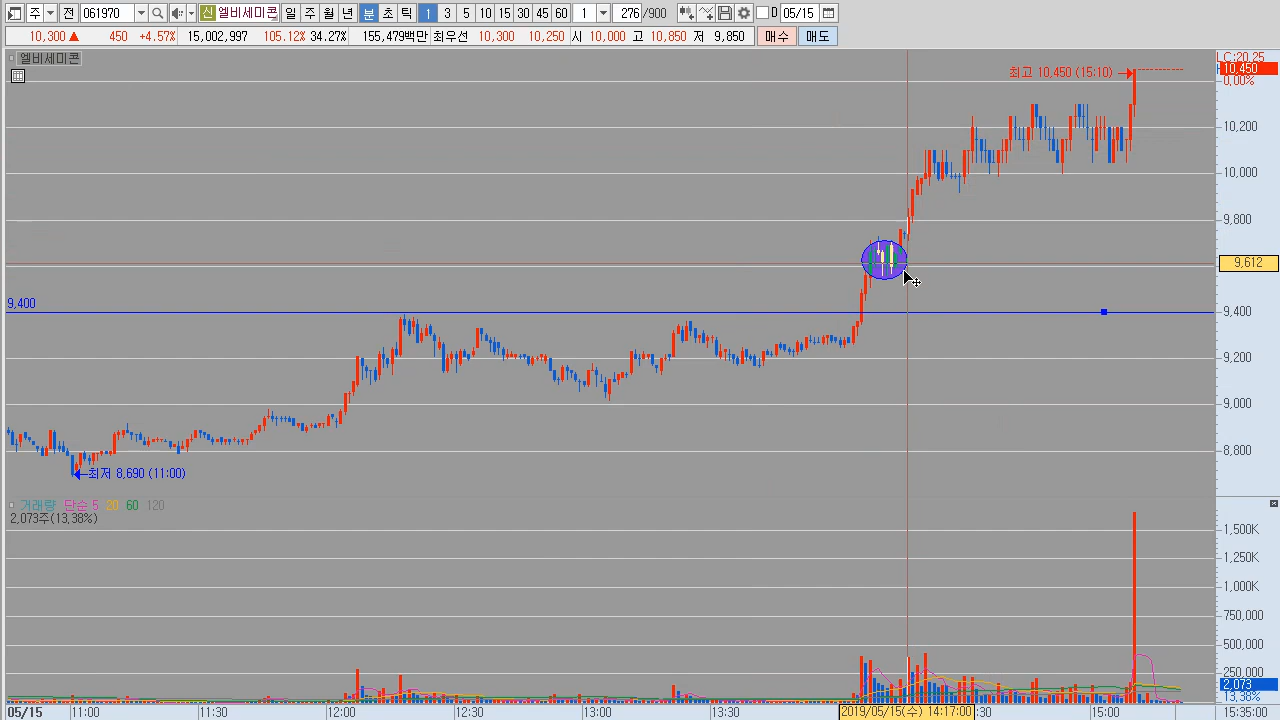 주 전 061970 신 엘비세미콘 일 주 월 년 분 초 틱 1 3 5 10 15 30 45 60 1 276 /900 D 05/15
10,300 ▲ 450 +4.57% 15,002,997 105.12% 34.27% 155,479백만 최우선 10,300 10,250 시 10,000 고 10,850 저 9,850 매수 매도
엘비세미콘
LC:20.25
최고 10,450 (15:10)
10,450
0.00%
10,200
10,000
9,800
9,612
9,400
9,400
9,200
9,000
8,800
최저 8,690 (11:00)
거래량 단순 5 20 60 120
2,073주(13.38%)
1,500K
1,250K
1,000K
750,000
500,000
250,000
2,073
13.38%
05/15 11:00 11:30 12:00 12:30 13:00 13:30 2019/05/15(수) 14:17:00 :30 15:00 15:35:00